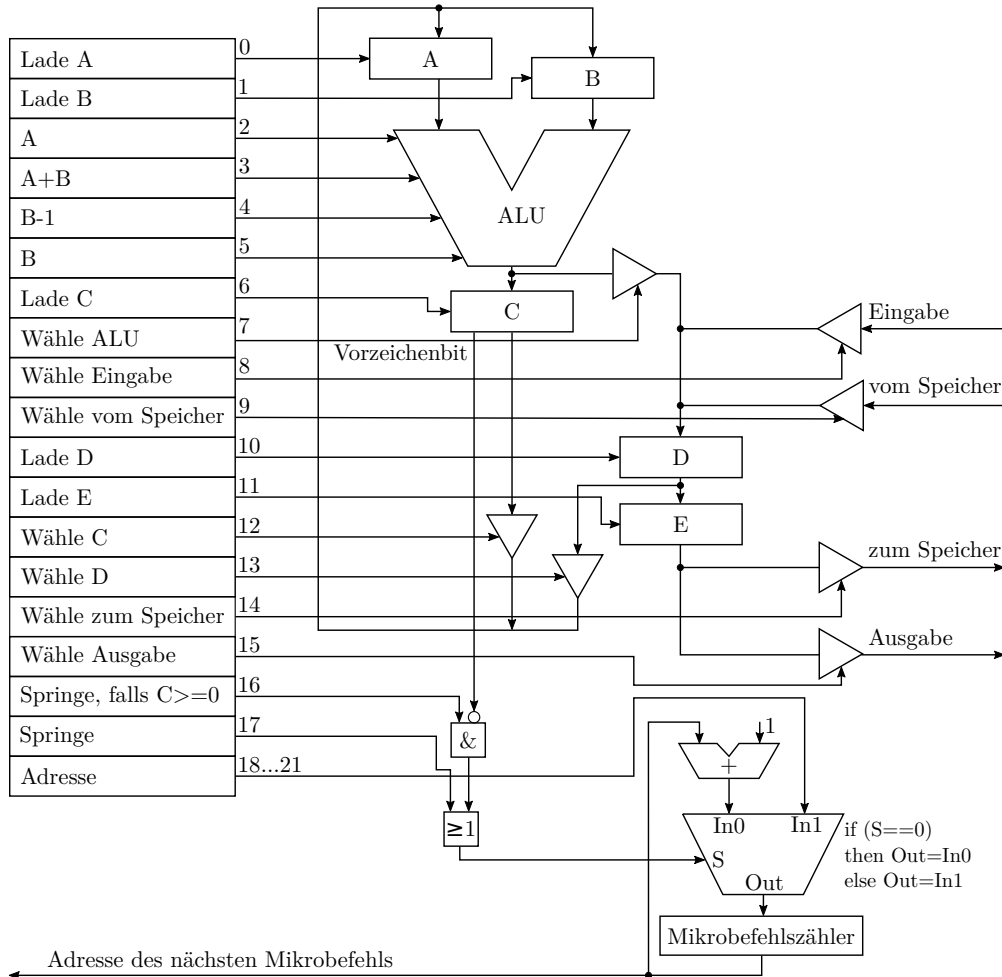 Lade A
0
Lade B
1
A
2
A+B
3
B-1
4
B
5
Lade C
6
Wähle ALU
7
Wähle Eingabe
8
Wähle vom Speicher
9
Lade D
10
Lade E
11
Wähle C
12
Wähle D
13
Wähle zum Speicher
14
Wähle Ausgabe
15
Springe, falls C>=0
16
Springe
17
Adresse
18...21
A
B
ALU
C
Vorzeichenbit
Eingabe
vom Speicher
D
E
zum Speicher
Ausgabe
&
≥1
1
+
In0
In1
S
Out
if (S==0)
then Out=In0
else Out=In1
Mikrobefehlszähler
Adresse des nächsten Mikrobefehls